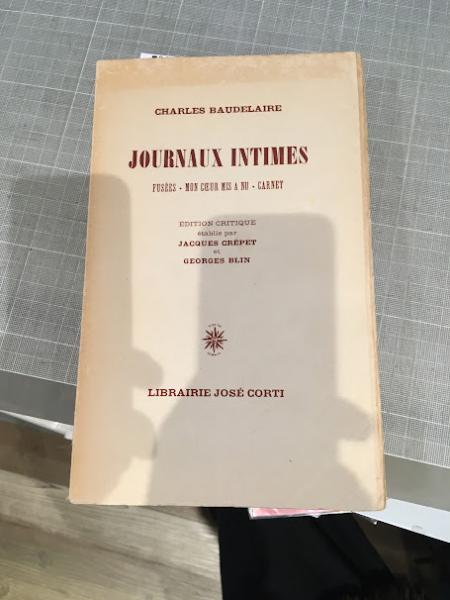 CHARLES BAUDELAIRE
JOURNAUX INTIMES
FUSÉES - MON CŒUR MIS A NU - CARNET
EDITION CRITIQUE
établie par
JACQUES CRÉPET
et
GEORGES BLIN
LIBRAIRIE JOSÉ CORTI